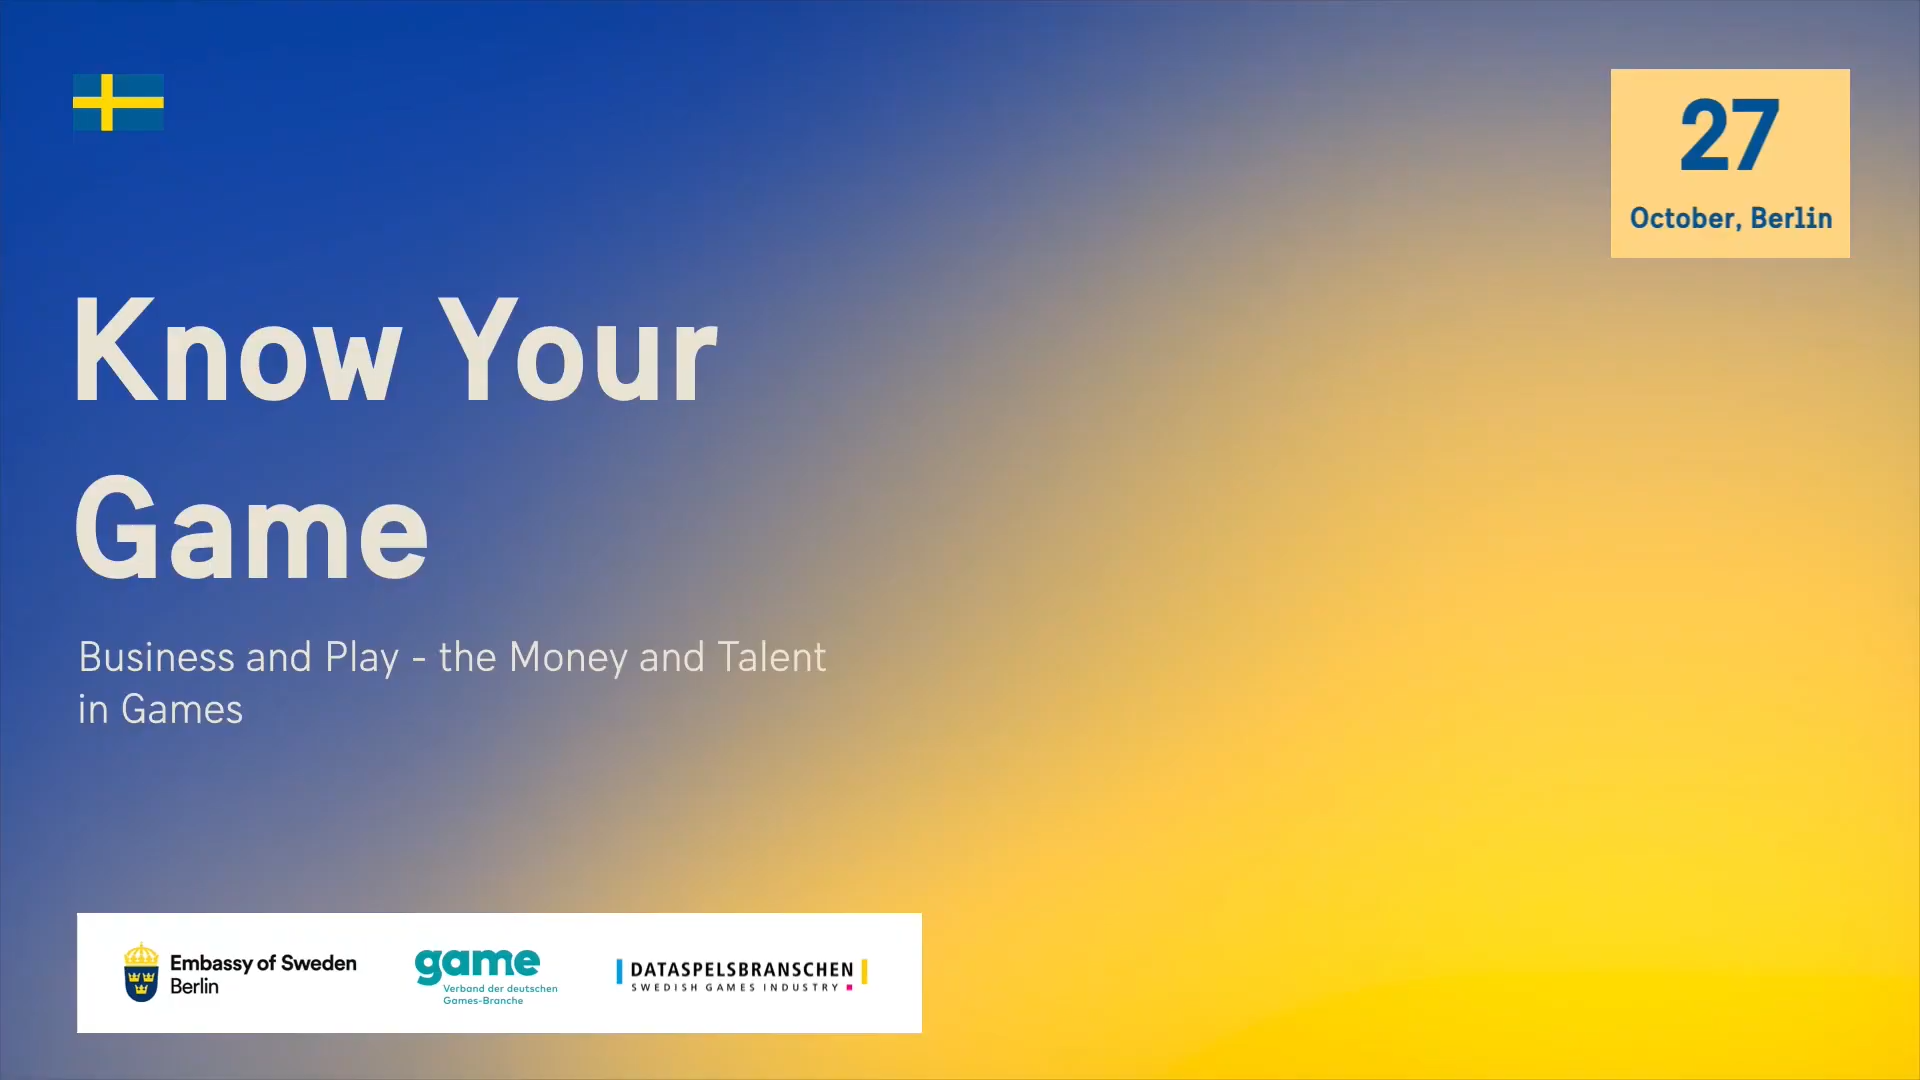 27
October, Berlin
Know Your
Game
Business and Play - the Money and Talent
in Games
Embassy of Sweden
Berlin
game
Verband der deutschen
Games-Branche
DATASPELSBRANSCHEN
SWEDISH GAMES INDUSTRY